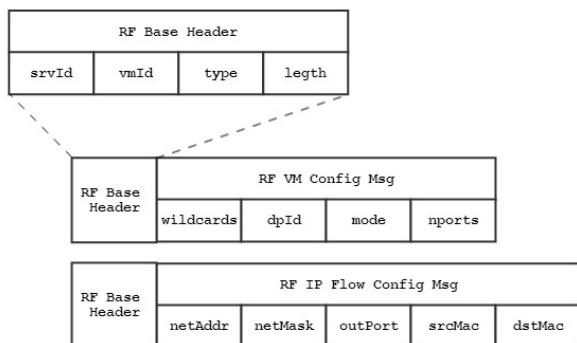 RF Base Header
srvId vmId type legth
RF Base Header
RF VM Config Msg
wildcards dpId mode nports
RF Base Header
RF IP Flow Config Msg
netAddr netMask outPort srcMac dstMac